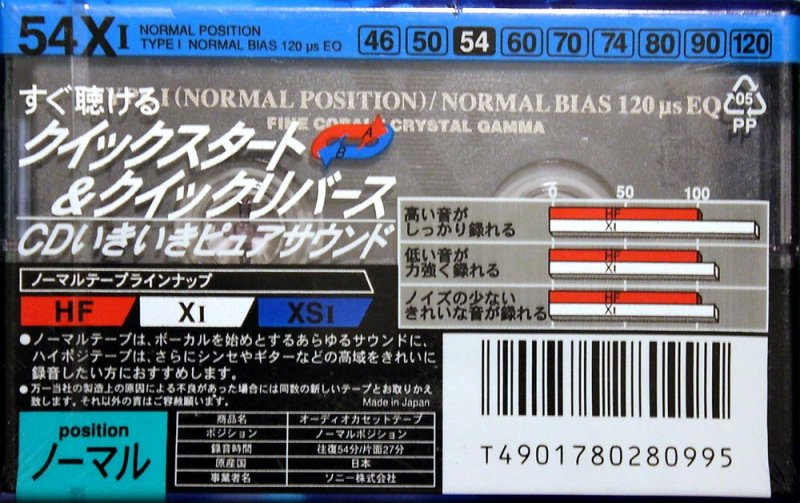 54XI
NORMAL POSITION
TYPE I NORMAL BIAS 120 μs EQ
46 50 54 60 70 74 80 90 120
I (NORMAL POSITION)/NORMAL BIAS 120 μs EQ
FINE COBALT CRYSTAL GAMMA
05
PP
すぐ聴ける
クイックスタート
A
B
&クイックリバース
CDいきいきピュアサウンド
0 50 100
高い音が
しっかり録れる
HF
XI
低い音が
力強く録れる
HF
XI
ノイズの少ない
きれいな音が録れる
HF
XI
ノーマルテープラインナップ
HF XI XSI
●ノーマルテープは、ボーカルを始めとするあらゆるサウンドに、
ハイポジテープは、さらにシンセやギターなどの高域をきれいに
録音したい方におすすめします。
●万一当社の製造上の原因による不良があった場合には同数の新しいテープとお取りかえ
致します。それ以外の責はご容赦願います。
Made in Japan
position
ノーマル
商品名 オーディオカセットテープ
ポジション ノーマルポジション
録音時間 往復54分/片面27分
原産国 日本
事業者名 ソニー株式会社
T4901780280995